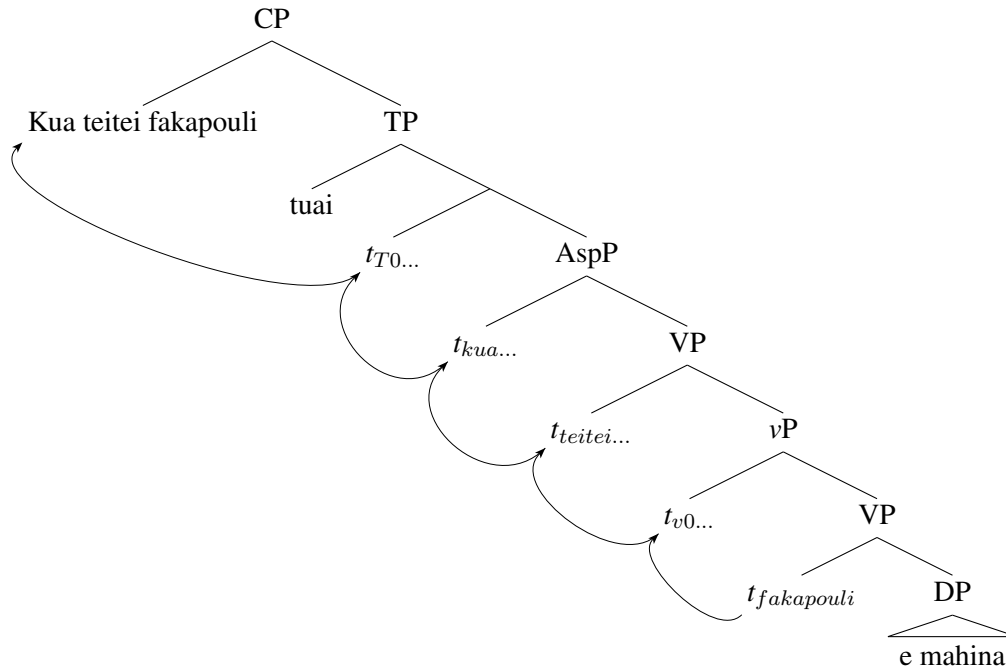 CP
Kua teitei fakapouli
TP
tuai
t_{T0...}
AspP
t_{kua...}
VP
t_{teitei...}
vP
t_{v0...}
VP
t_{fakapouli}
DP
e mahina